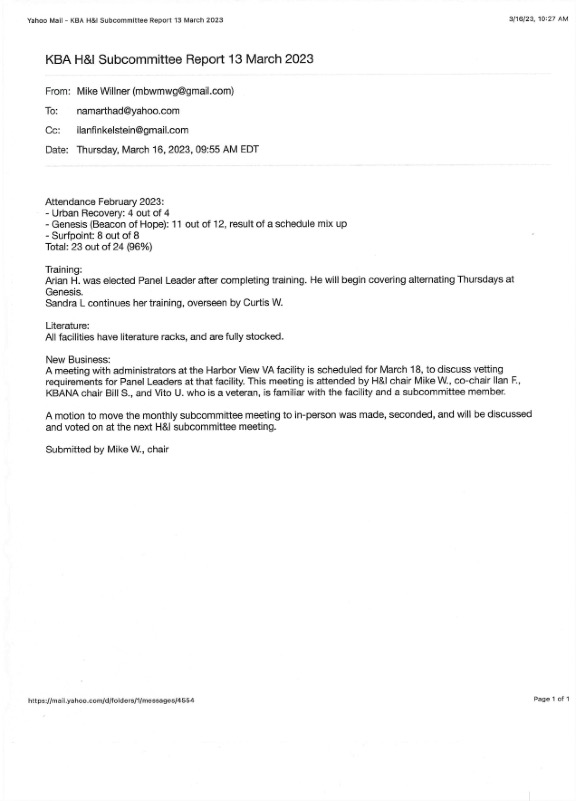 Yahoo Mail - KBA H&I Subcommittee Report 13 March 2023
3/16/23, 10:27 AM
KBA H&I Subcommittee Report 13 March 2023
From: Mike Willner (mbwmwg@gmail.com)
To: namarthad@yahoo.com
Cc: ilanfinkelstein@gmail.com
Date: Thursday, March 16, 2023, 09:55 AM EDT
Attendance February 2023:
- Urban Recovery: 4 out of 4
- Genesis (Beacon of Hope): 11 out of 12, result of a schedule mix up
- Surfpoint: 8 out of 8
Total: 23 out of 24 (96%)
Training:
Arian H. was elected Panel Leader after completing training. He will begin covering alternating Thursdays at
Genesis.
Sandra L continues her training, overseen by Curtis W.
Literature:
All facilities have literature racks, and are fully stocked.
New Business:
A meeting with administrators at the Harbor View VA facility is scheduled for March 18, to discuss vetting
requirements for Panel Leaders at that facility. This meeting is attended by H&I chair Mike W., co-chair Ilan F.,
KBANA chair Bill S., and Vito U. who is a veteran, is familiar with the facility and a subcommittee member.
A motion to move the monthly subcommittee meeting to in-person was made, seconded, and will be discussed
and voted on at the next H&I subcommittee meeting.
Submitted by Mike W., chair
https://mail.yahoo.com/d/folders/1/messages/4554
Page 1 of 1